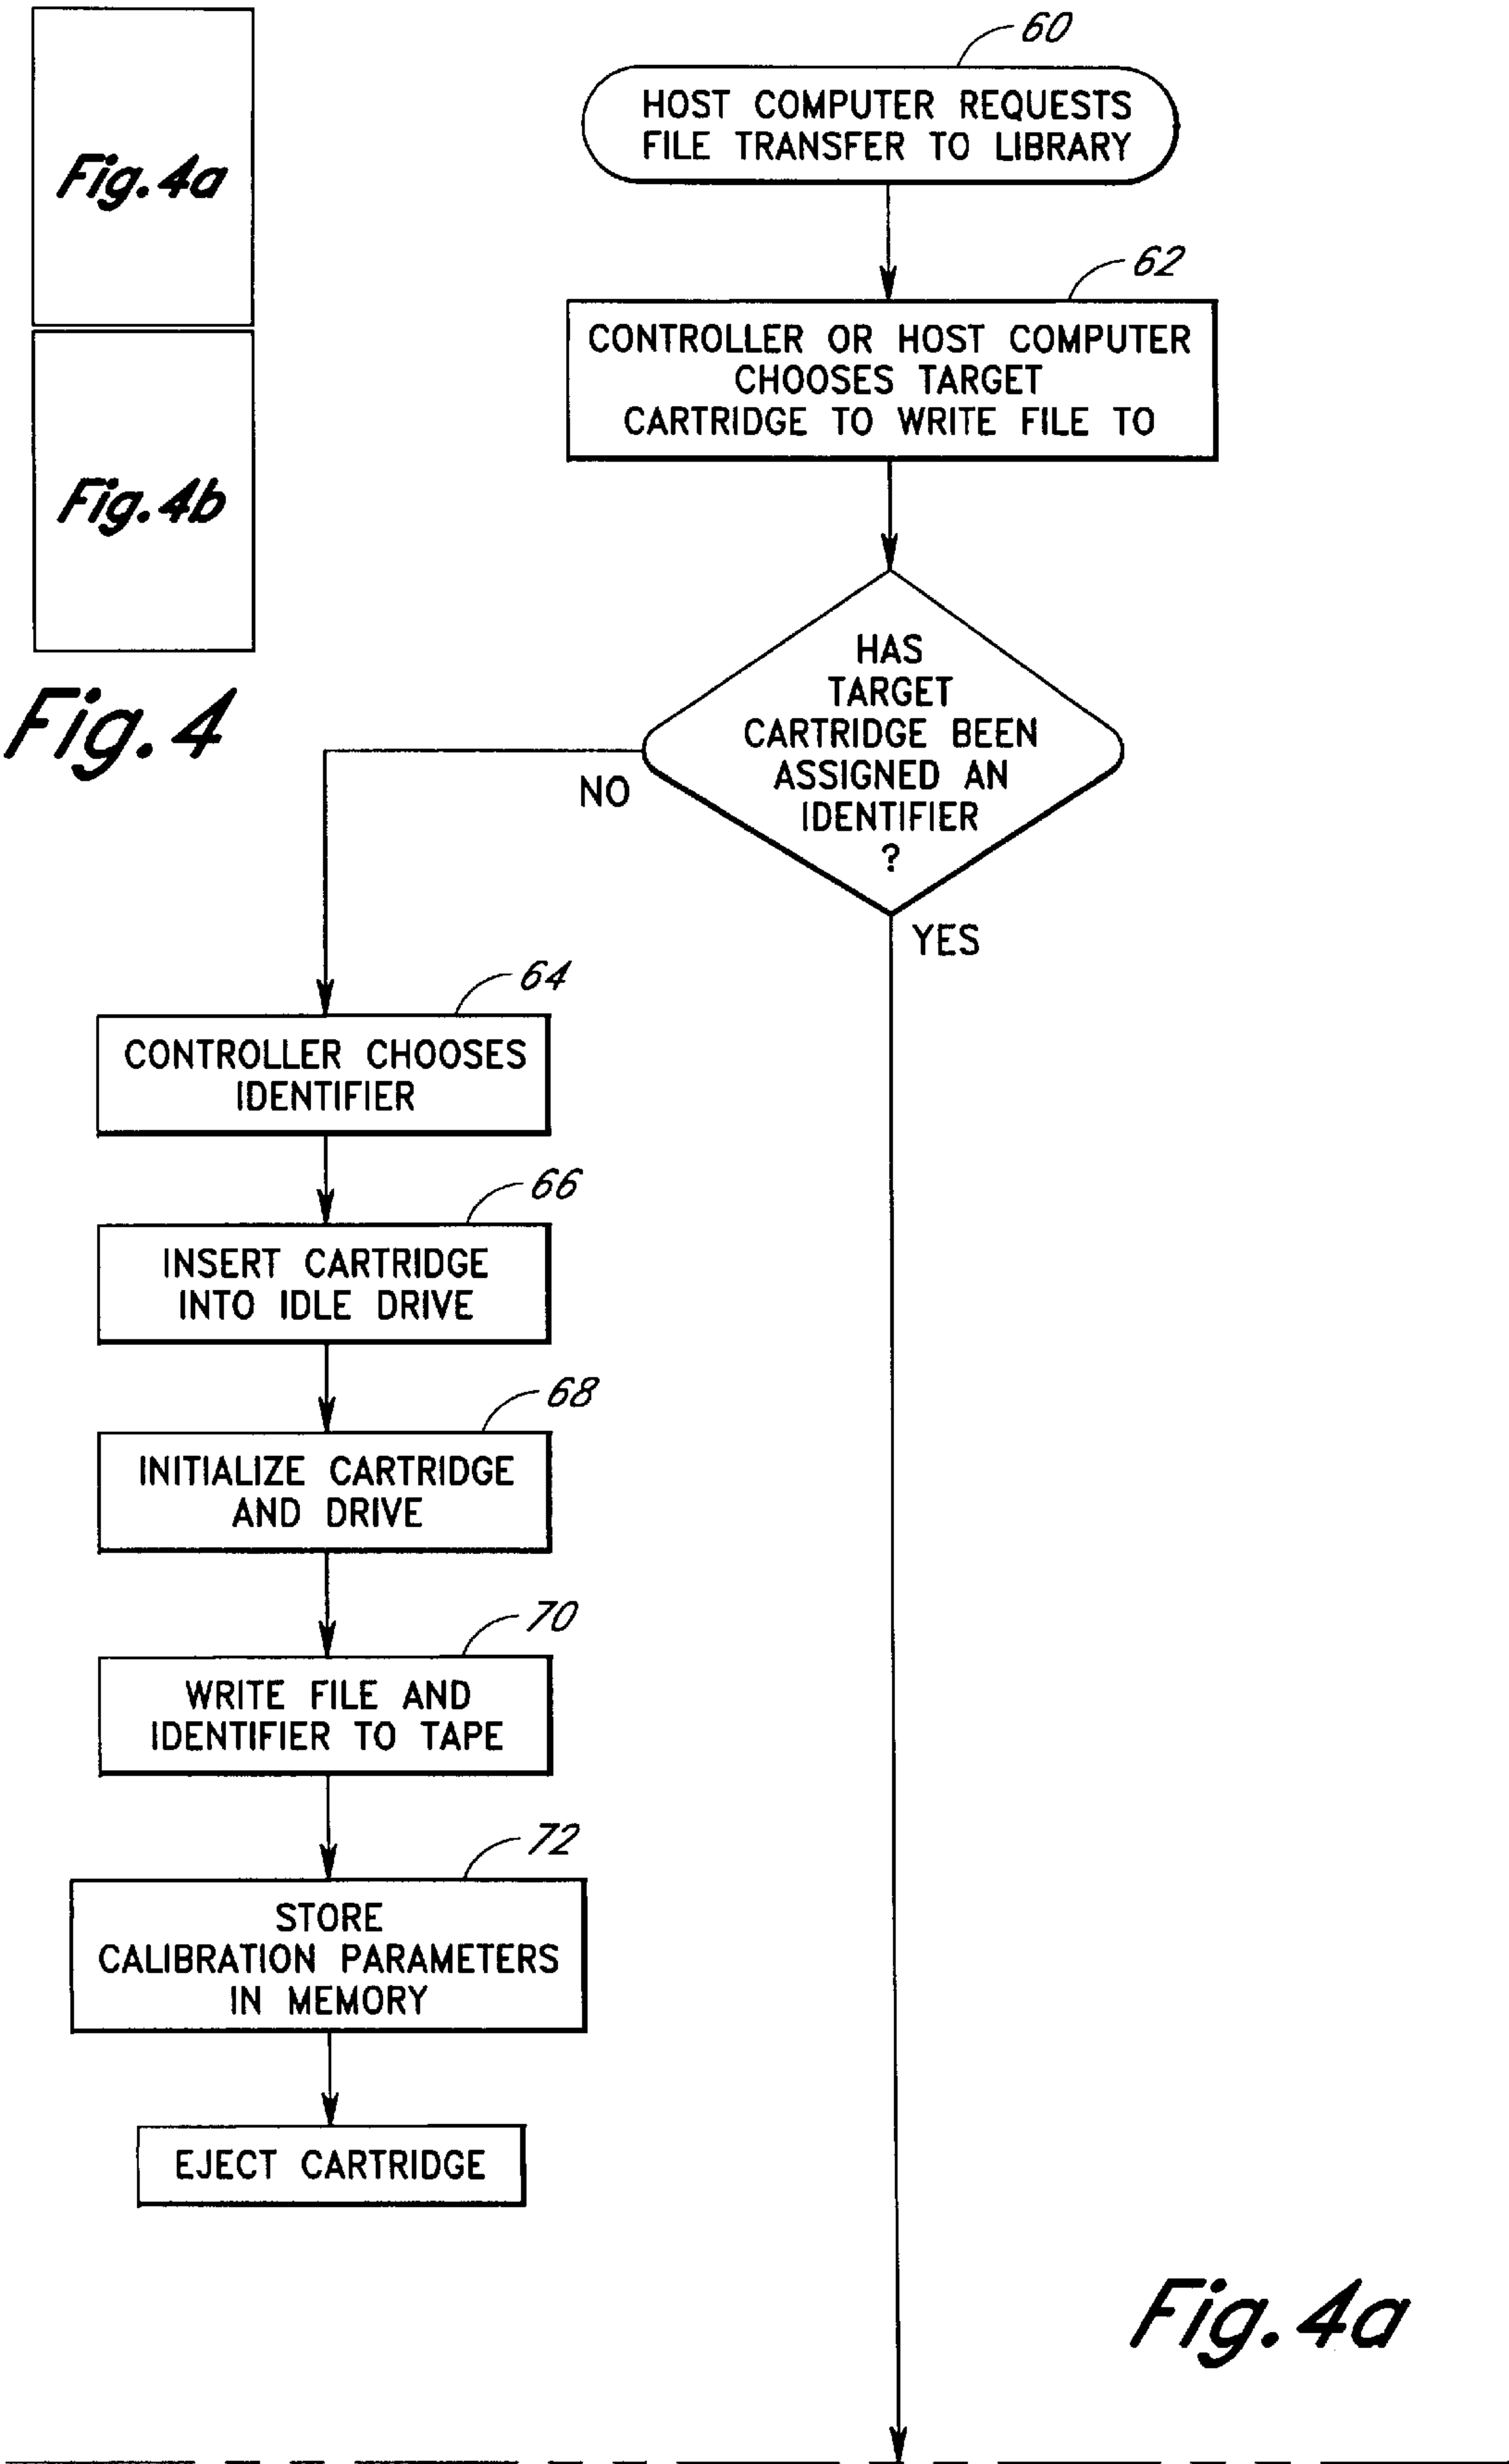 Fig. 4a
Fig. 4b
Fig. 4
60
HOST COMPUTER REQUESTS
FILE TRANSFER TO LIBRARY
62
CONTROLLER OR HOST COMPUTER
CHOOSES TARGET
CARTRIDGE TO WRITE FILE TO
HAS
TARGET
CARTRIDGE BEEN
ASSIGNED AN
IDENTIFIER
?
NO
YES
64
CONTROLLER CHOOSES
IDENTIFIER
66
INSERT CARTRIDGE
INTO IDLE DRIVE
68
INITIALIZE CARTRIDGE
AND DRIVE
70
WRITE FILE AND
IDENTIFIER TO TAPE
72
STORE
CALIBRATION PARAMETERS
IN MEMORY
EJECT CARTRIDGE
Fig. 4a